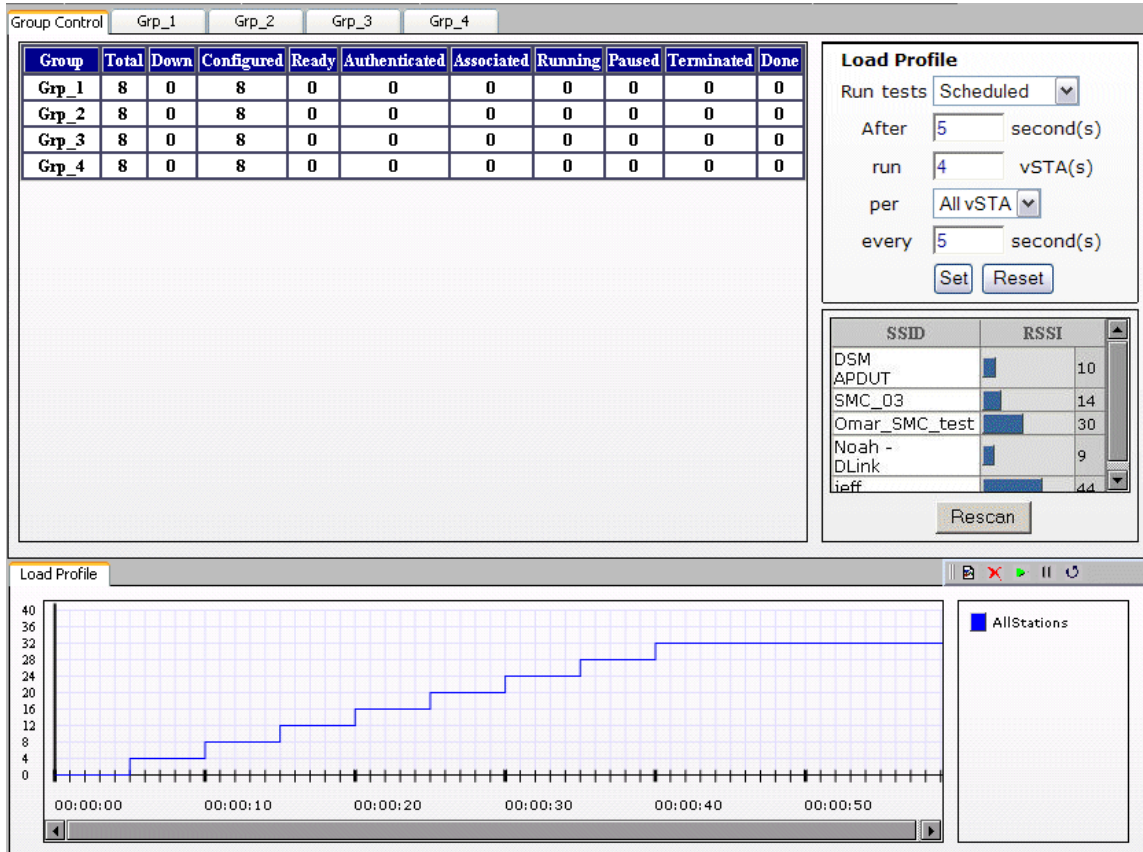 Group Control Grp_1 Grp_2 Grp_3 Grp_4
Group Total Down Configured Ready Authenticated Associated Running Paused Terminated Done
Grp_1 8 0 8 0 0 0 0 0 0 0
Grp_2 8 0 8 0 0 0 0 0 0 0
Grp_3 8 0 8 0 0 0 0 0 0 0
Grp_4 8 0 8 0 0 0 0 0 0 0
Load Profile
Run tests Scheduled
After 5 second(s)
run 4 vSTA(s)
per All vSTA
every 5 second(s)
Set Reset
SSID RSSI
DSM
APDUT 10
SMC_03 14
Omar_SMC_test 30
Noah -
DLink 9
jeff 44
Rescan
Load Profile
AllStations
40
36
32
28
24
20
16
12
8
4
0
00:00:00 00:00:10 00:00:20 00:00:30 00:00:40 00:00:50